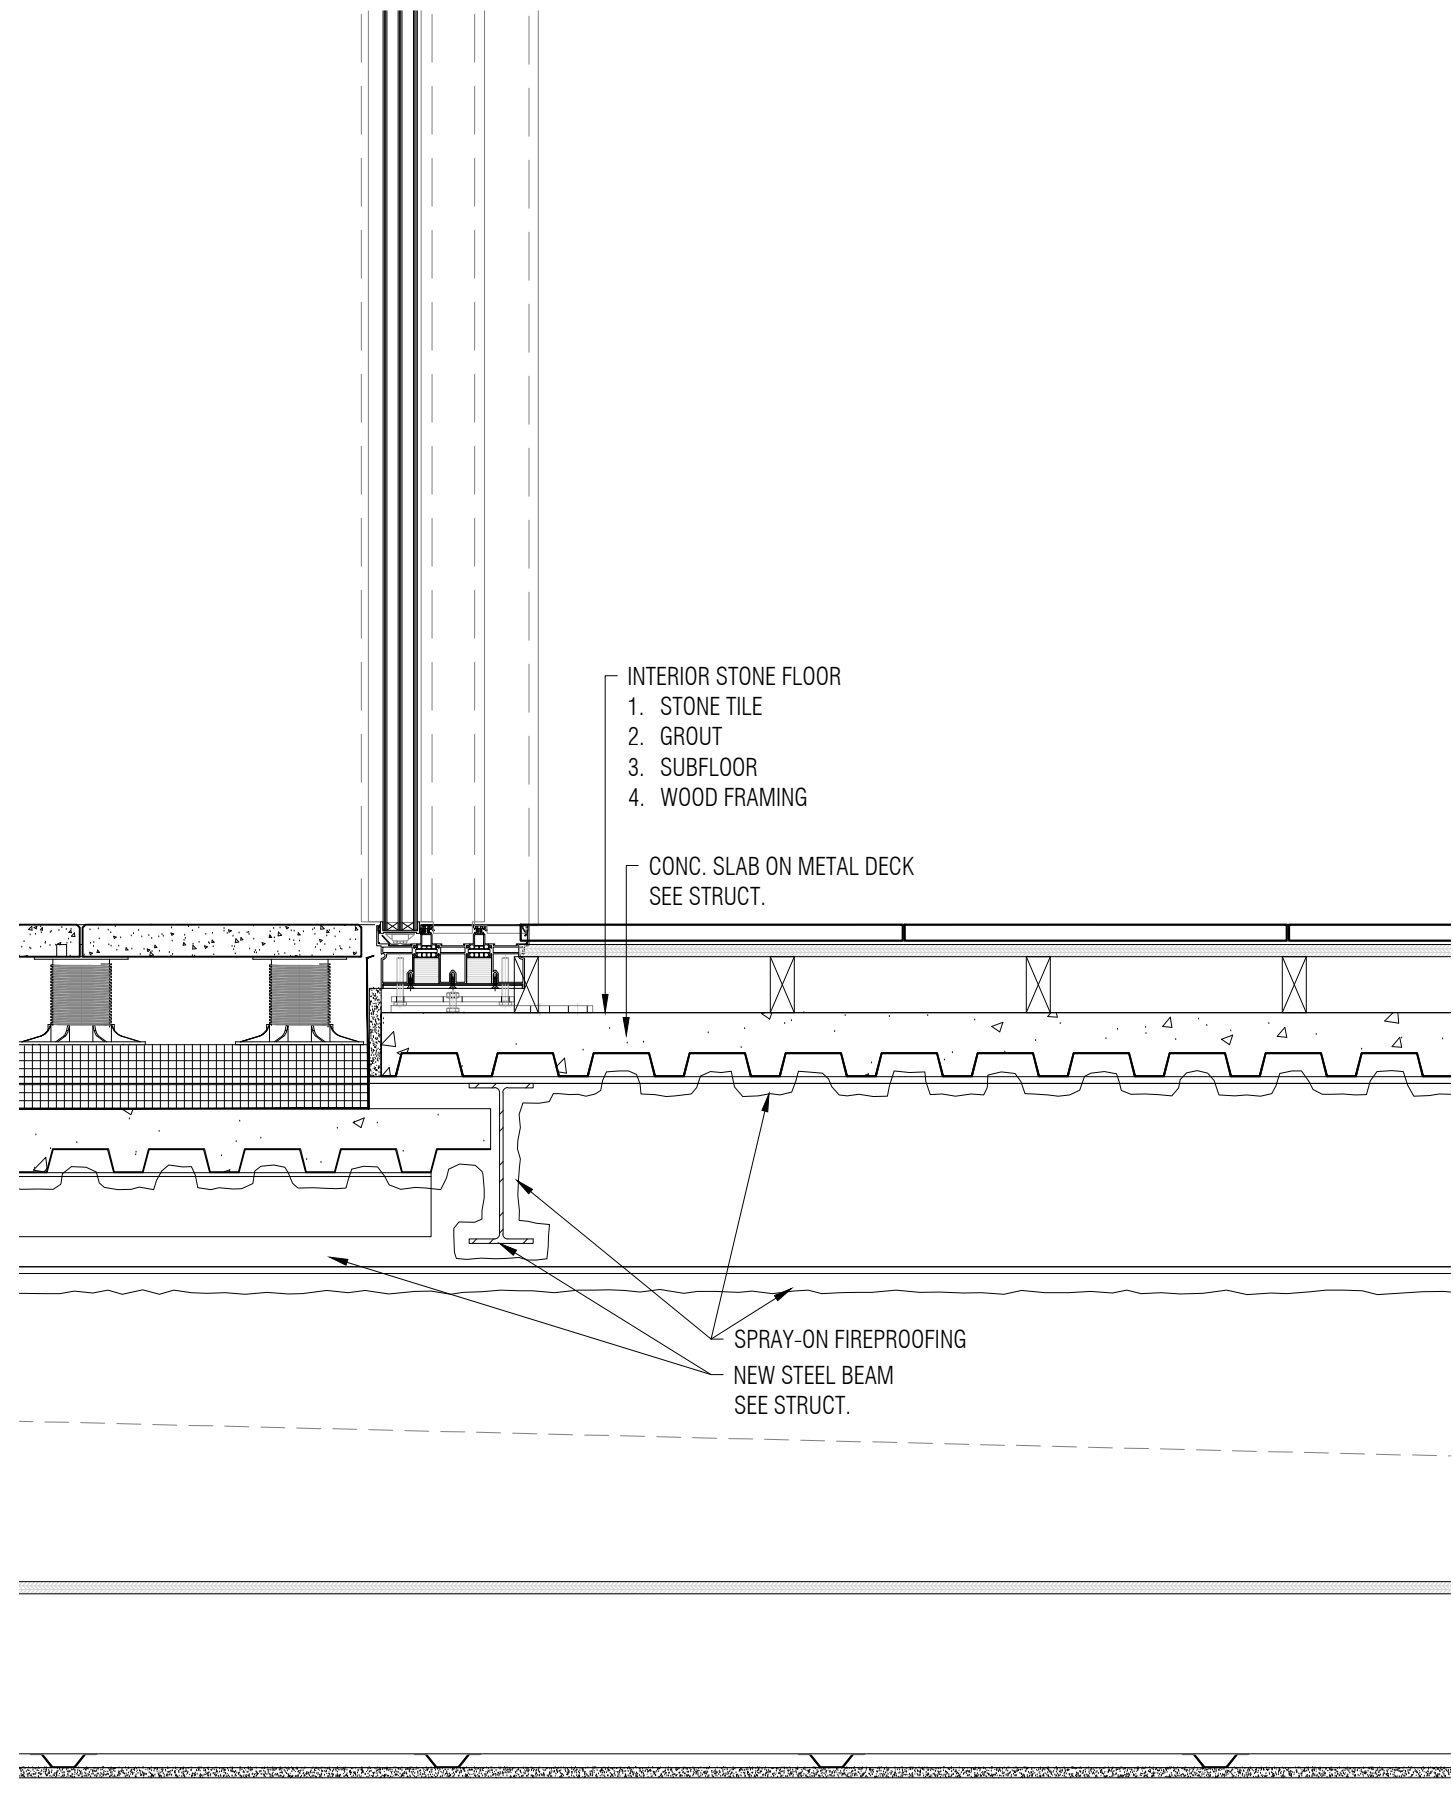 INTERIOR STONE FLOOR
1. STONE TILE
2. GROUT
3. SUBFLOOR
4. WOOD FRAMING
CONC. SLAB ON METAL DECK
SEE STRUCT.
SPRAY-ON FIREPROOFING
NEW STEEL BEAM
SEE STRUCT.